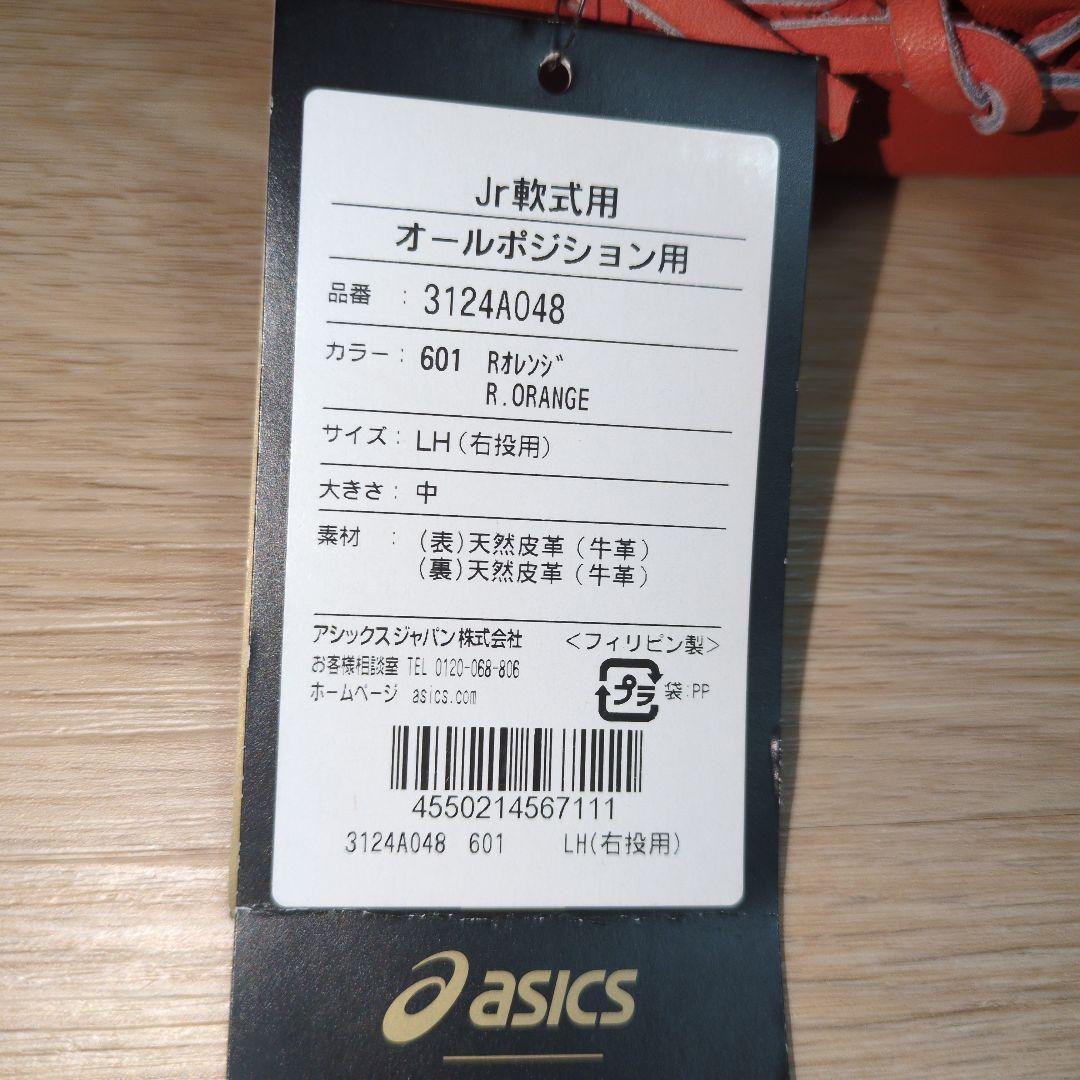 Jr軟式用
オールポジション用
品番 : 3124A048
カラー : 601 Rｵﾚﾝｼﾞ
R.ORANGE
サイズ : LH(右投用)
大きさ : 中
素材 : (表)天然皮革(牛革)
(裏)天然皮革(牛革)
アシックスジャパン株式会社 <フィリピン製>
お客様相談室 TEL 0120-068-806
ホームページ asics.com
プラ 袋:PP
4550214567111
3124A048 601 LH(右投用)
asics